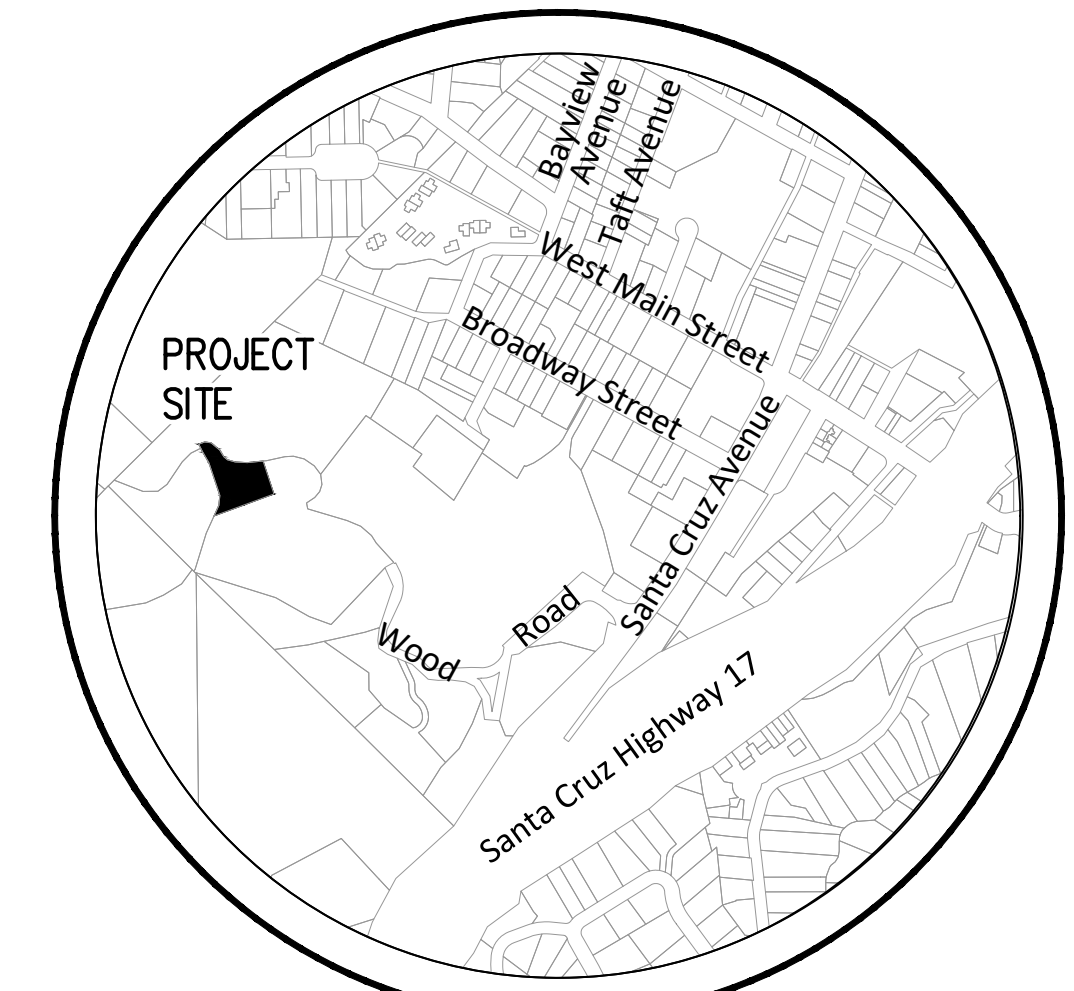 Bayview
Avenue
Taft Avenue
West Main Street
Broadway Street
PROJECT
SITE
Santa Cruz Avenue
Wood
Road
Santa Cruz Highway 17